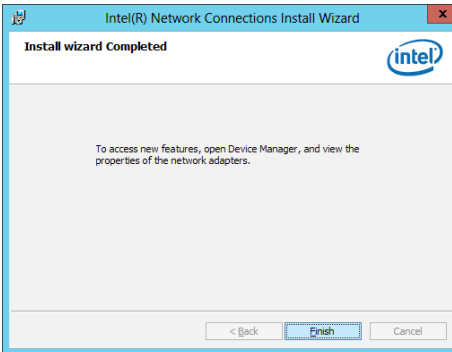 Intel(R) Network Connections Install Wizard
x
Install wizard Completed
intel
To access new features, open Device Manager, and view the
properties of the network adapters.
< Back
Finish
Cancel